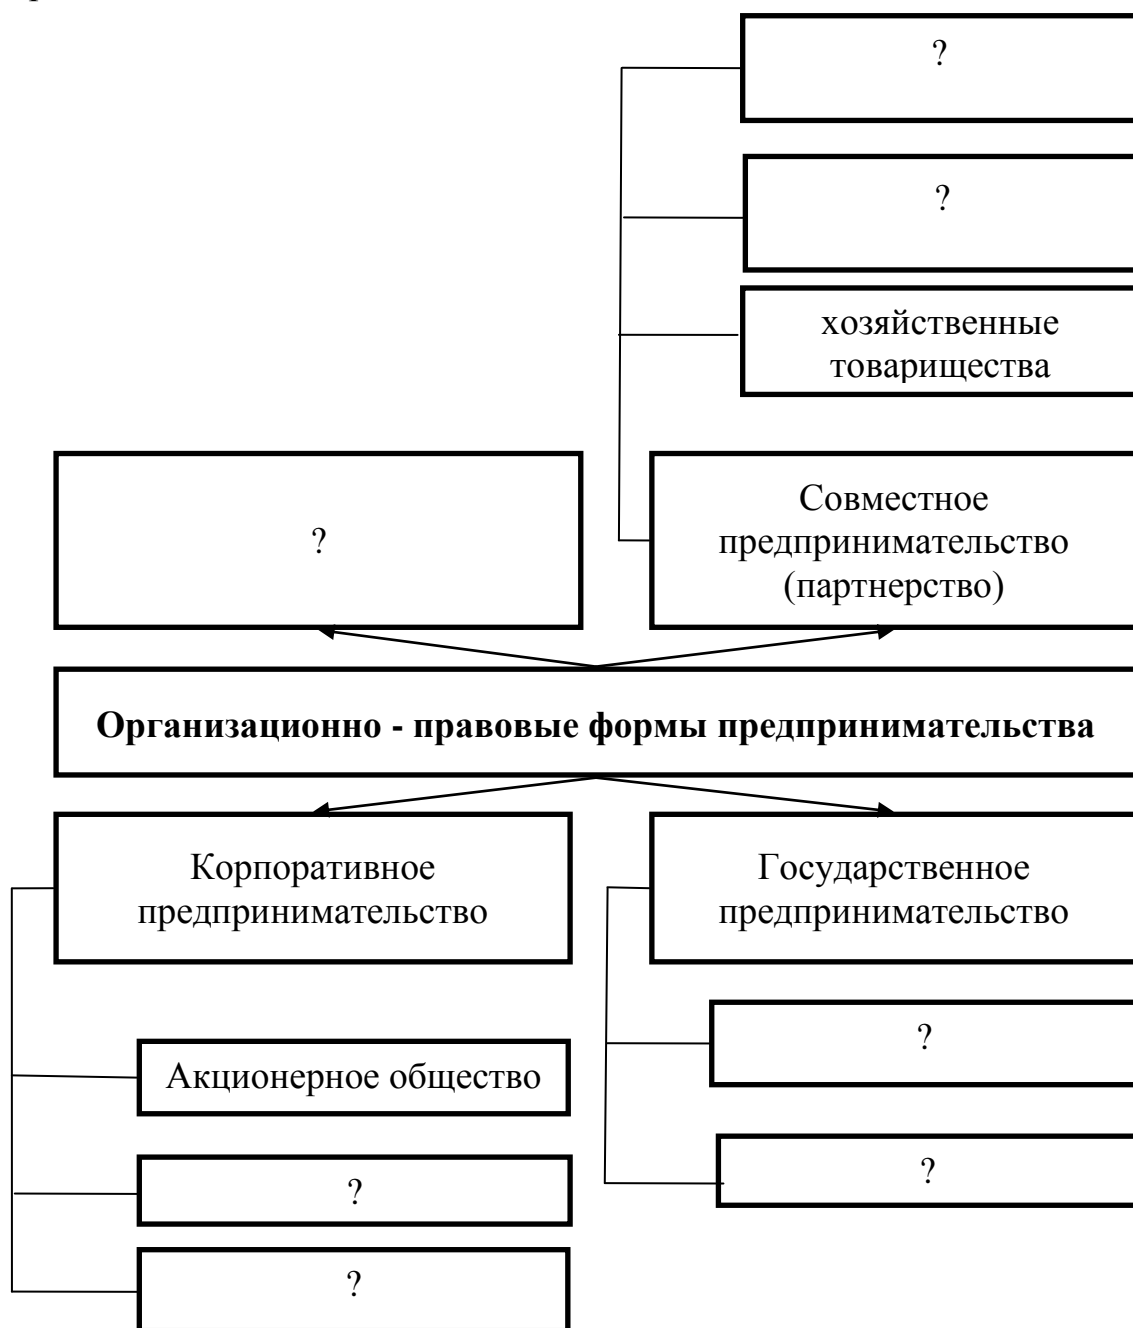 ?
?
хозяйственные
товарищества
?
Совместное
предпринимательство
(партнерство)
Организационно - правовые формы предпринимательства
Корпоративное
предпринимательство
Государственное
предпринимательство
Акционерное общество
?
?
?
?